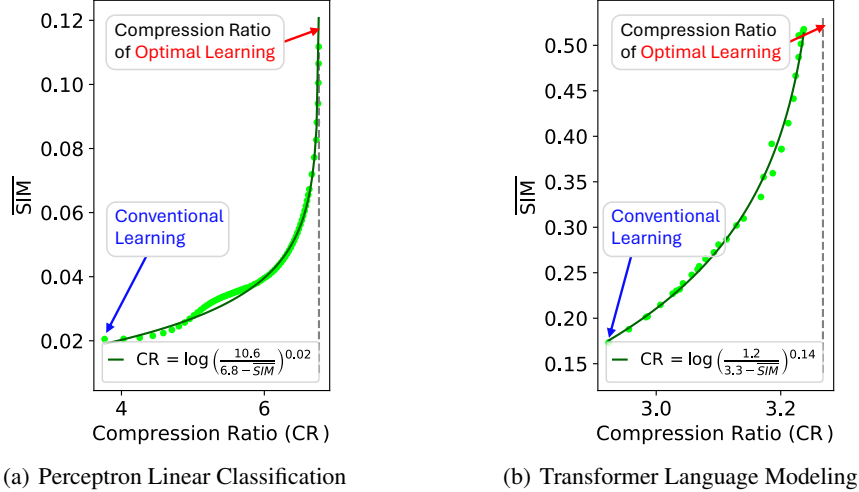 0.12
0.10
0.08
0.06
0.04
0.02
SIM
Compression Ratio
of Optimal Learning
Conventional
Learning
CR = log(10.6 / 6.8 − SIM)^0.02
4 6
Compression Ratio (CR)
(a) Perceptron Linear Classification
0.50
0.45
0.40
0.35
0.30
0.25
0.20
0.15
SIM
Compression Ratio
of Optimal Learning
Conventional
Learning
CR = log(1.2 / 3.3 − SIM)^0.14
3.0 3.2
Compression Ratio (CR)
(b) Transformer Language Modeling